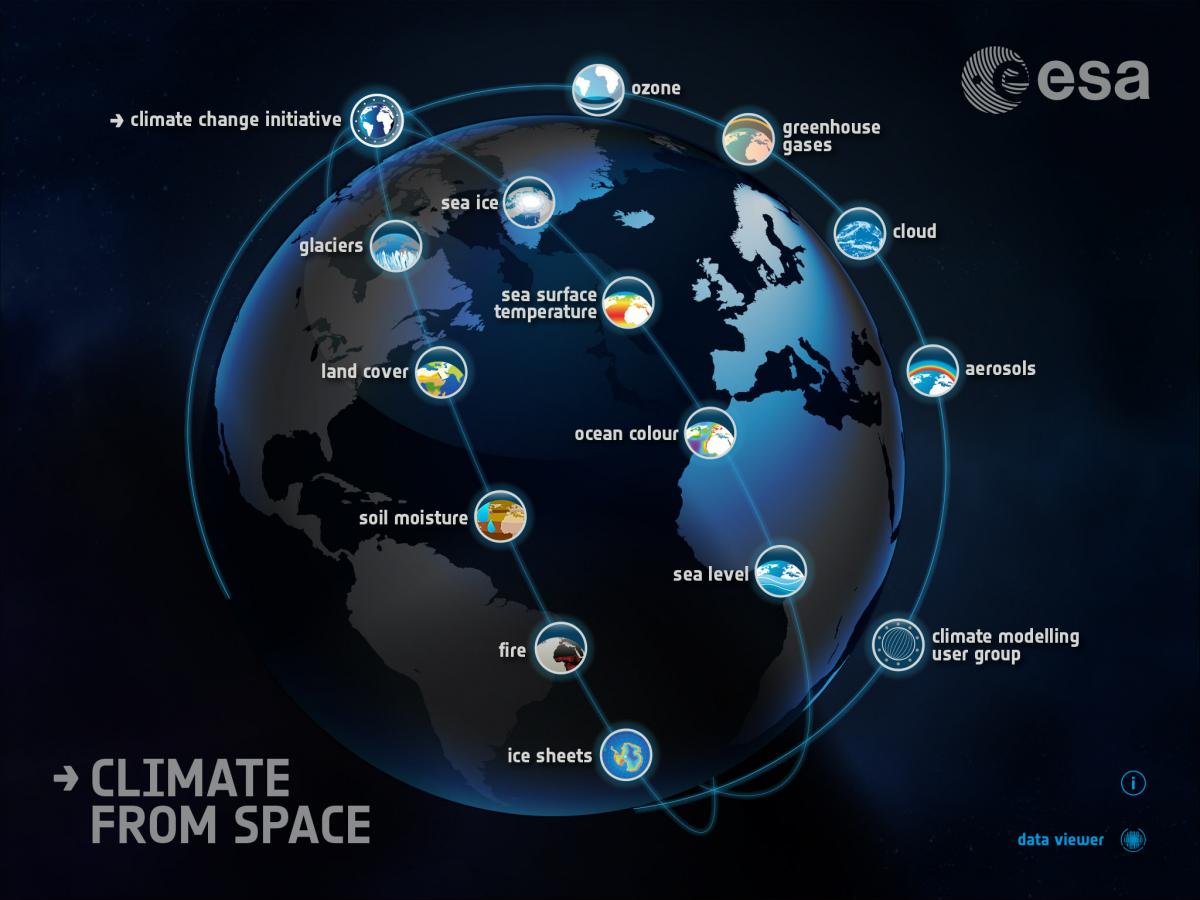 esa
ozone
→ climate change initiative
greenhouse
gases
sea ice
cloud
glaciers
sea surface
temperature
land cover
aerosols
ocean colour
soil moisture
sea level
climate modelling
user group
fire
ice sheets
→ CLIMATE
FROM SPACE
i
data viewer